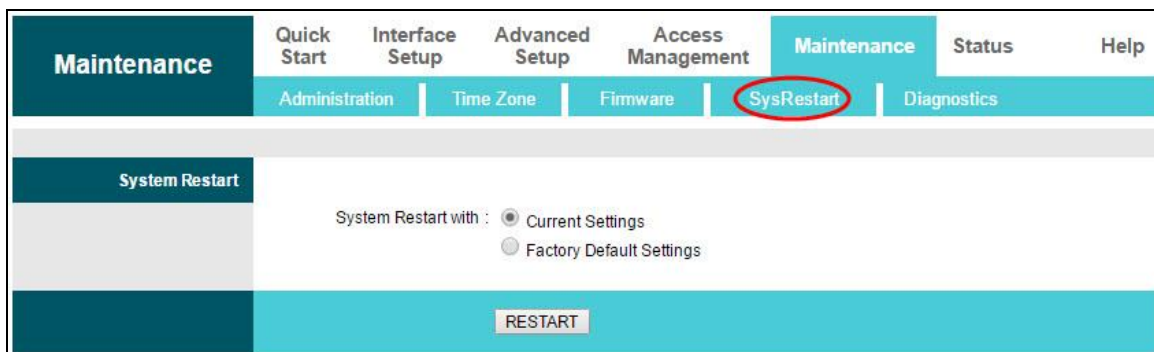 Maintenance
Quick Start
Interface Setup
Advanced Setup
Access Management
Maintenance
Status
Help
Administration
Time Zone
Firmware
SysRestart
Diagnostics
System Restart
System Restart with :
Current Settings
Factory Default Settings
RESTART